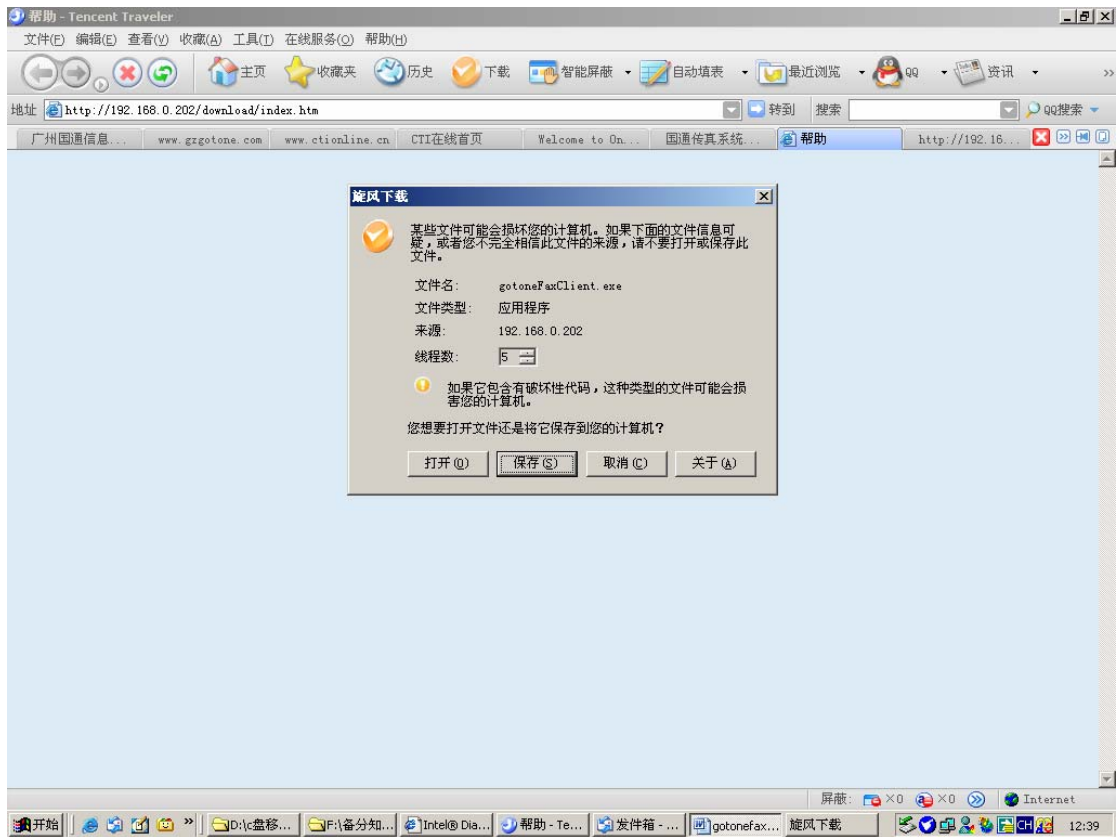 帮助 - Tencent Traveler
文件(F) 编辑(E) 查看(V) 收藏(A) 工具(T) 在线服务(O) 帮助(H)
主页 收藏夹 历史 下载 智能屏蔽 自动填表 最近浏览 QQ 资讯 »
地址 http://192.168.0.202/download/index.htm 转到 搜索 QQ搜索
广州国通信息... www.gzgotone.com www.ctionline.cn CTI在线首页 Welcome to On... 国通传真系统... 帮助 http://192.16...
旋风下载
某些文件可能会损坏您的计算机。如果下面的文件信息可
疑，或者您不完全相信此文件的来源，请不要打开或保存此
文件。
文件名: gotoneFaxClient.exe
文件类型: 应用程序
来源: 192.168.0.202
线程数: 5
如果它包含有破坏性代码，这种类型的文件可能会损
害您的计算机。
您想要打开文件还是将它保存到您的计算机？
打开(O) 保存(S) 取消(C) 关于(A)
屏蔽: ×0 ×0 Internet
开始 » D:\c盘移... F:\备分知... Intel® Dia... 帮助 - Te... 发件箱 - ... gotonefax... 旋风下载 CH 12:39